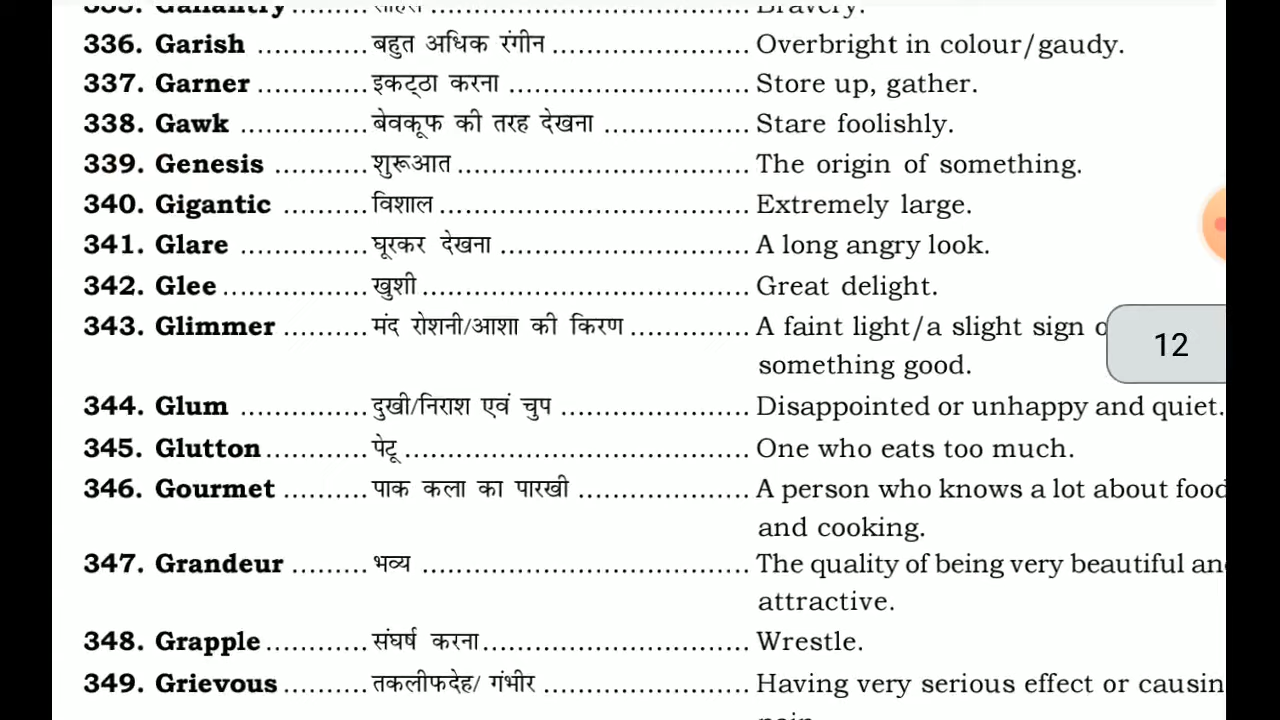 336. Garish ............. बहुत अधिक रंगीन ....................... Overbright in colour/gaudy.
337. Garner ............. इकट्ठा करना ............................ Store up, gather.
338. Gawk ............... बेवकूफ की तरह देखना ................. Stare foolishly.
339. Genesis ........... शुरूआत .................................. The origin of something.
340. Gigantic .......... विशाल .................................... Extremely large.
341. Glare ............... घूरकर देखना ............................. A long angry look.
342. Glee ................. खुशी ...................................... Great delight.
343. Glimmer .......... मंद रोशनी/आशा की किरण .............. A faint light/a slight sign
12
something good.
344. Glum ............... दुखी/निराश एवं चुप ...................... Disappointed or unhappy and quiet.
345. Glutton ............ पेटू ........................................ One who eats too much.
346. Gourmet .......... पाक कला का पारखी .................... A person who knows a lot about food
and cooking.
347. Grandeur ......... भव्य ...................................... The quality of being very beautiful
attractive.
348. Grapple ............ संघर्ष करना ............................... Wrestle.
349. Grievous .......... तकलीफदेह/ गंभीर ........................ Having very serious effect or